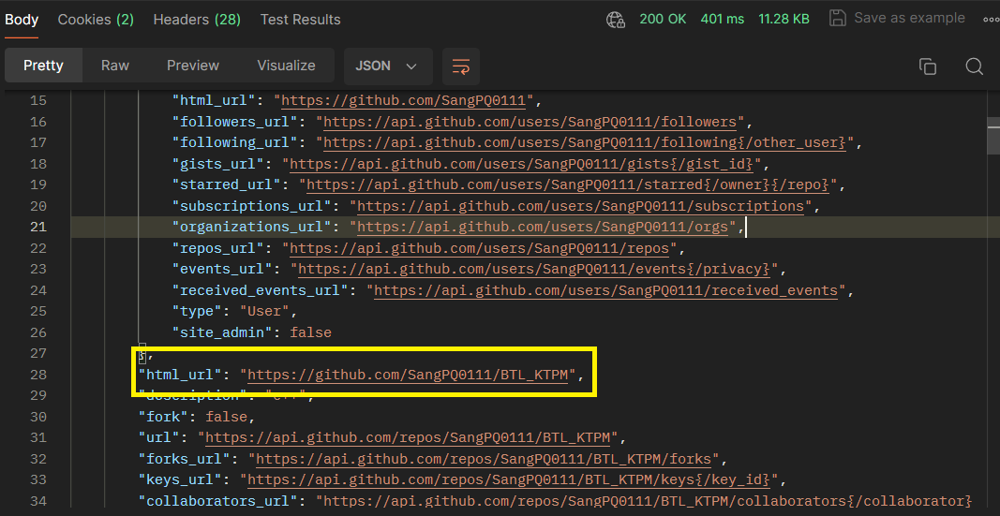 Body Cookies (2) Headers (28) Test Results 200 OK 401 ms 11.28 KB Save as example
Pretty Raw Preview Visualize JSON
15 "html_url": "https://github.com/SangPQ0111",
16 "followers_url": "https://api.github.com/users/SangPQ0111/followers",
17 "following_url": "https://api.github.com/users/SangPQ0111/following{/other_user}",
18 "gists_url": "https://api.github.com/users/SangPQ0111/gists{/gist_id}",
19 "starred_url": "https://api.github.com/users/SangPQ0111/starred{/owner}{/repo}",
20 "subscriptions_url": "https://api.github.com/users/SangPQ0111/subscriptions",
21 "organizations_url": "https://api.github.com/users/SangPQ0111/orgs",
22 "repos_url": "https://api.github.com/users/SangPQ0111/repos",
23 "events_url": "https://api.github.com/users/SangPQ0111/events{/privacy}",
24 "received_events_url": "https://api.github.com/users/SangPQ0111/received_events",
25 "type": "User",
26 "site_admin": false
27 },
28 "html_url": "https://github.com/SangPQ0111/BTL_KTPM",
29 "description": "c++",
30 "fork": false,
31 "url": "https://api.github.com/repos/SangPQ0111/BTL_KTPM",
32 "forks_url": "https://api.github.com/repos/SangPQ0111/BTL_KTPM/forks",
33 "keys_url": "https://api.github.com/repos/SangPQ0111/BTL_KTPM/keys{/key_id}",
34 "collaborators_url": "https://api.github.com/repos/SangPQ0111/BTL_KTPM/collaborators{/collaborator}